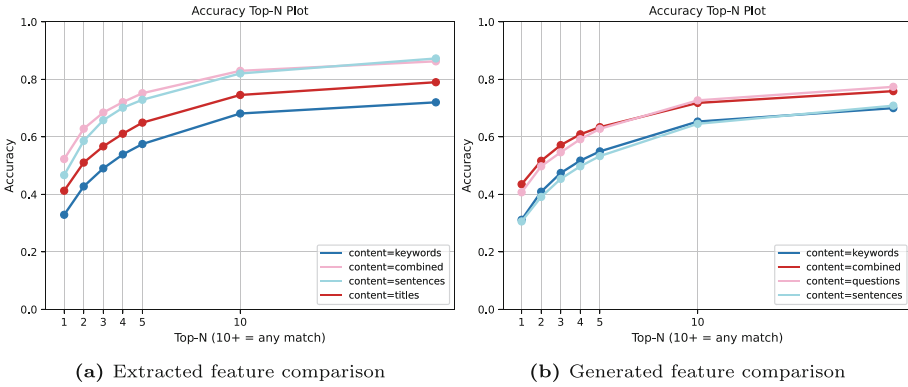 Accuracy Top-N Plot
1.0
0.8
0.6
0.4
0.2
0.0
Accuracy
content=keywords
content=combined
content=sentences
content=titles
1 2 3 4 5 10
Top-N (10+ = any match)
(a) Extracted feature comparison
Accuracy Top-N Plot
1.0
0.8
0.6
0.4
0.2
0.0
Accuracy
content=keywords
content=combined
content=questions
content=sentences
1 2 3 4 5 10
Top-N (10+ = any match)
(b) Generated feature comparison